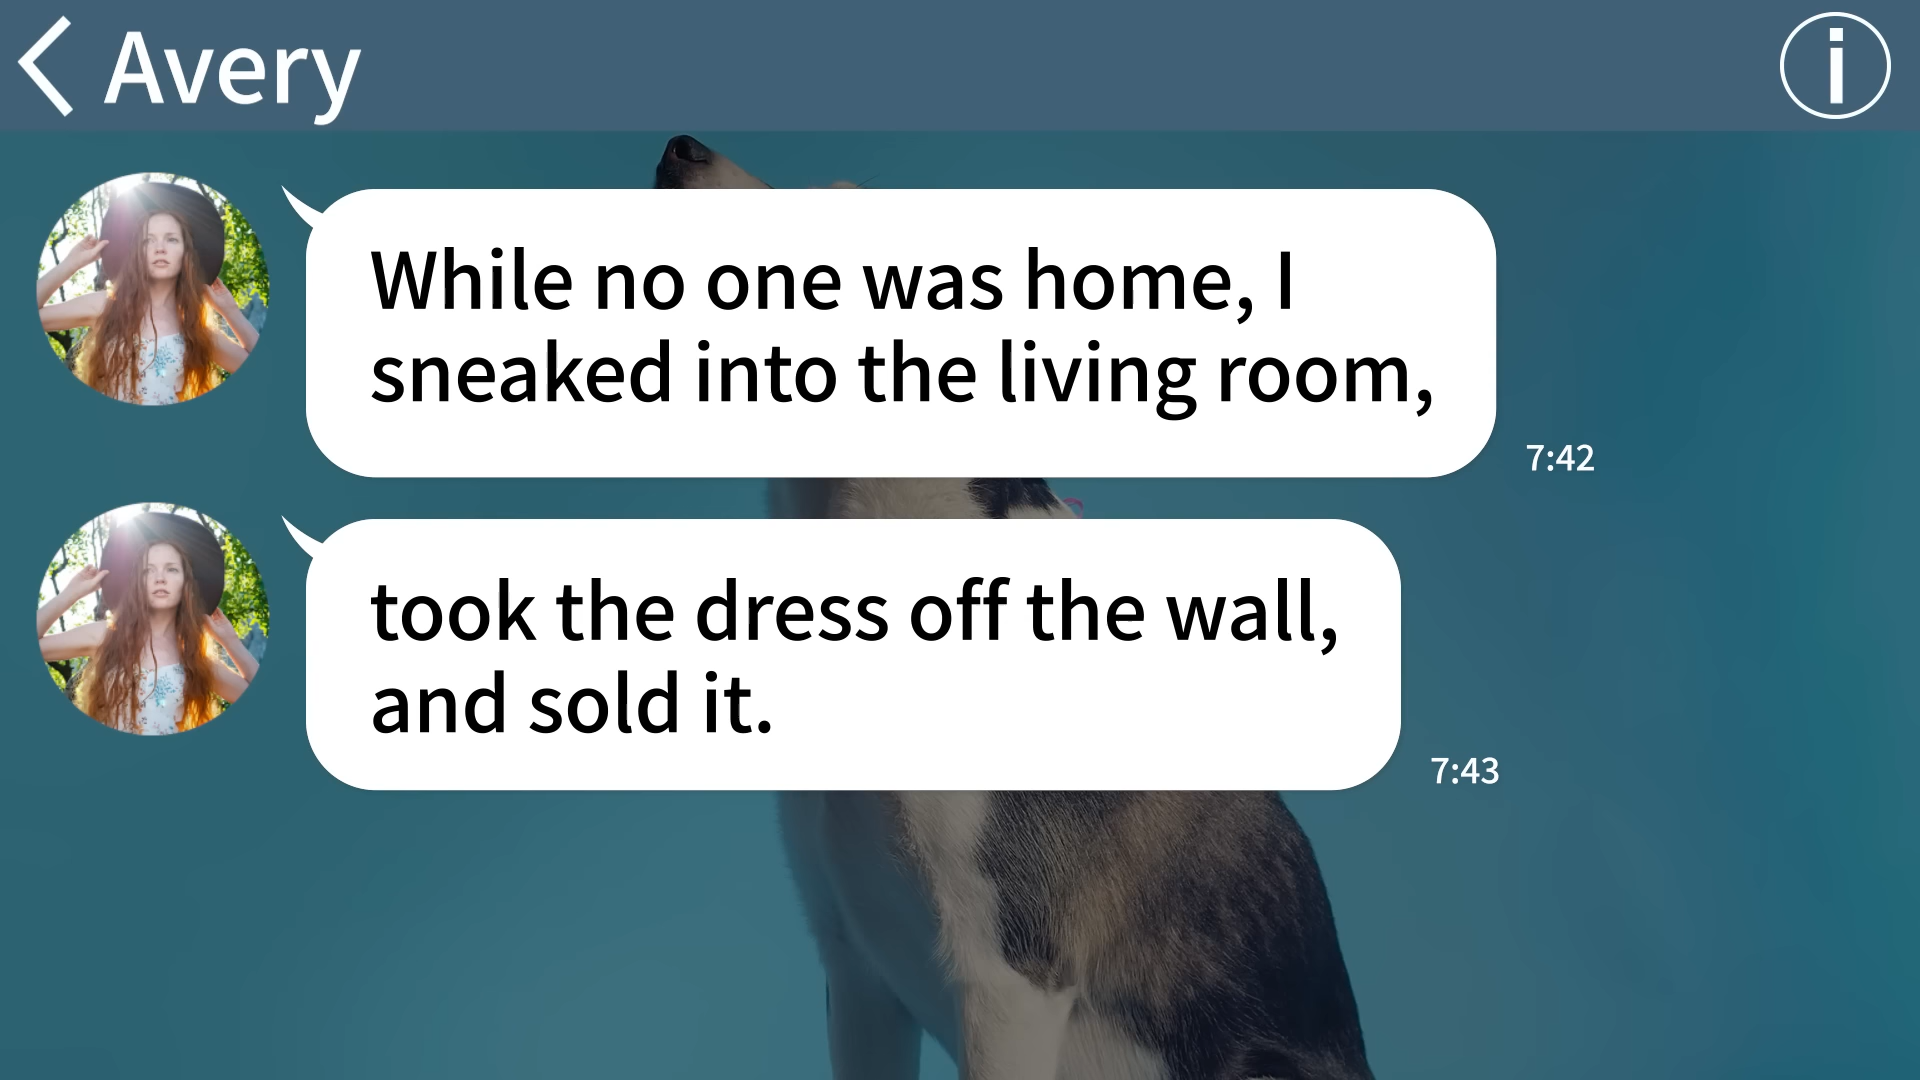 Avery
i
While no one was home, I
sneaked into the living room,
7:42
took the dress off the wall,
and sold it.
7:43